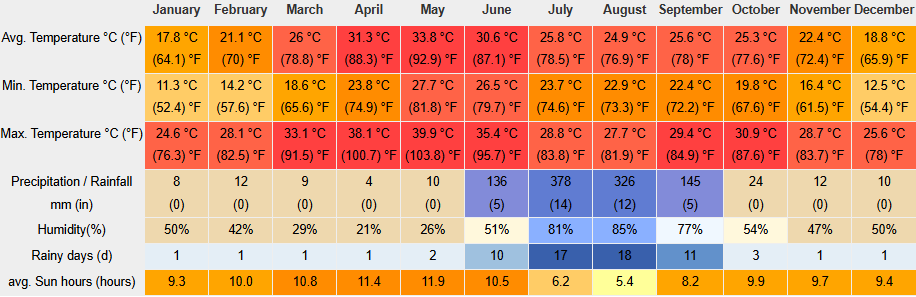 January February March April May June July August September October November December
Avg. Temperature °C (°F) 17.8 °C 21.1 °C 26 °C 31.3 °C 33.8 °C 30.6 °C 25.8 °C 24.9 °C 25.6 °C 25.3 °C 22.4 °C 18.8 °C
(64.1) °F (70) °F (78.8) °F (88.3) °F (92.9) °F (87.1) °F (78.5) °F (76.9) °F (78) °F (77.6) °F (72.4) °F (65.9) °F
Min. Temperature °C (°F) 11.3 °C 14.2 °C 18.6 °C 23.8 °C 27.7 °C 26.5 °C 23.7 °C 22.9 °C 22.4 °C 19.8 °C 16.4 °C 12.5 °C
(52.4) °F (57.6) °F (65.6) °F (74.9) °F (81.8) °F (79.7) °F (74.6) °F (73.3) °F (72.2) °F (67.6) °F (61.5) °F (54.4) °F
Max. Temperature °C (°F) 24.6 °C 28.1 °C 33.1 °C 38.1 °C 39.9 °C 35.4 °C 28.8 °C 27.7 °C 29.4 °C 30.9 °C 28.7 °C 25.6 °C
(76.3) °F (82.5) °F (91.5) °F (100.7) °F (103.8) °F (95.7) °F (83.8) °F (81.9) °F (84.9) °F (87.6) °F (83.7) °F (78) °F
Precipitation / Rainfall 8 12 9 4 10 136 378 326 145 24 12 10
mm (in) (0) (0) (0) (0) (0) (5) (14) (12) (5) (0) (0) (0)
Humidity(%) 50% 42% 29% 21% 26% 51% 81% 85% 77% 54% 47% 50%
Rainy days (d) 1 1 1 1 2 10 17 18 11 3 1 1
avg. Sun hours (hours) 9.3 10.0 10.8 11.4 11.9 10.5 6.2 5.4 8.2 9.9 9.7 9.4